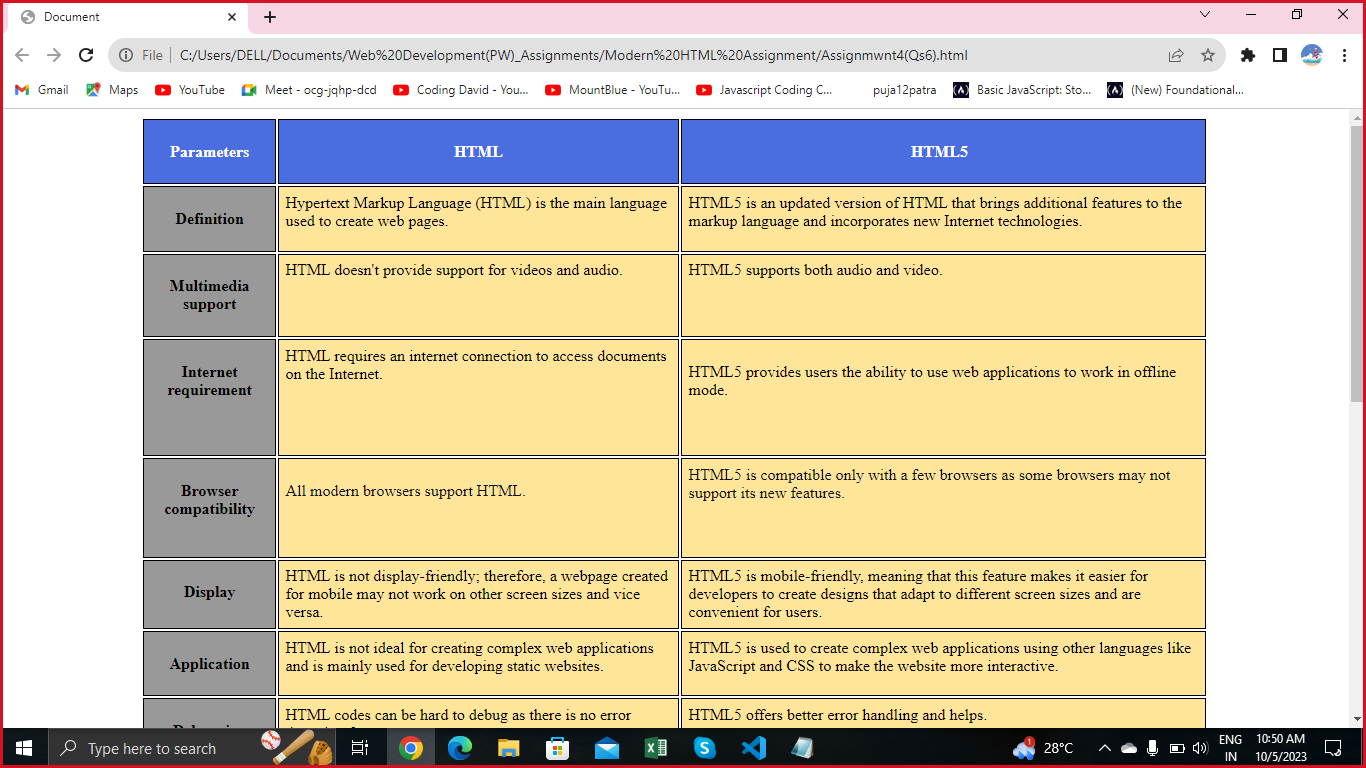 Document
File
C:/Users/DELL/Documents/Web%20Development(PW)_Assignments/Modern%20HTML%20Assignment/Assignmwnt4(Qs6).html
Gmail Maps YouTube Meet - ocg-jqhp-dcd Coding David - You... MountBlue - YouTu... Javascript Coding C... puja12patra Basic JavaScript: Sto... (New) Foundational...
Parameters HTML HTML5
Definition
Hypertext Markup Language (HTML) is the main language
used to create web pages.
HTML5 is an updated version of HTML that brings additional features to the
markup language and incorporates new Internet technologies.
Multimedia
support
HTML doesn't provide support for videos and audio.
HTML5 supports both audio and video.
Internet
requirement
HTML requires an internet connection to access documents
on the Internet.
HTML5 provides users the ability to use web applications to work in offline
mode.
Browser
compatibility
All modern browsers support HTML.
HTML5 is compatible only with a few browsers as some browsers may not
support its new features.
Display
HTML is not display-friendly; therefore, a webpage created
for mobile may not work on other screen sizes and vice
versa.
HTML5 is mobile-friendly, meaning that this feature makes it easier for
developers to create designs that adapt to different screen sizes and are
convenient for users.
Application
HTML is not ideal for creating complex web applications
and is mainly used for developing static websites.
HTML5 is used to create complex web applications using other languages like
JavaScript and CSS to make the website more interactive.
HTML codes can be hard to debug as there is no error
HTML5 offers better error handling and helps.
Type here to search
1
28°C
ENG
IN
10:50 AM
10/5/2023